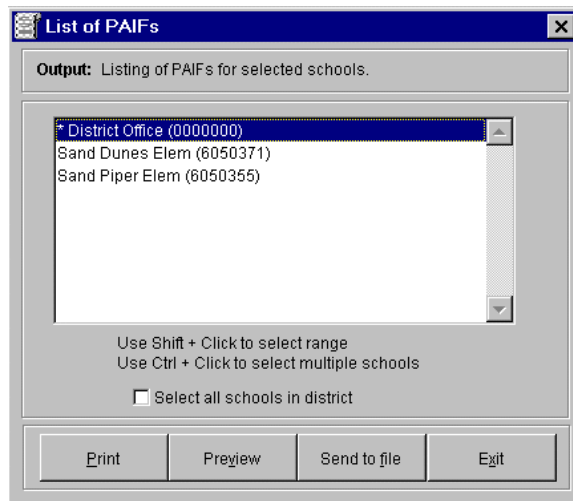 List of PAIFs
Output: Listing of PAIFs for selected schools.
* District Office (0000000)
Sand Dunes Elem (6050371)
Sand Piper Elem (6050355)
Use Shift + Click to select range
Use Ctrl + Click to select multiple schools
Select all schools in district
Print Preview Send to file Exit